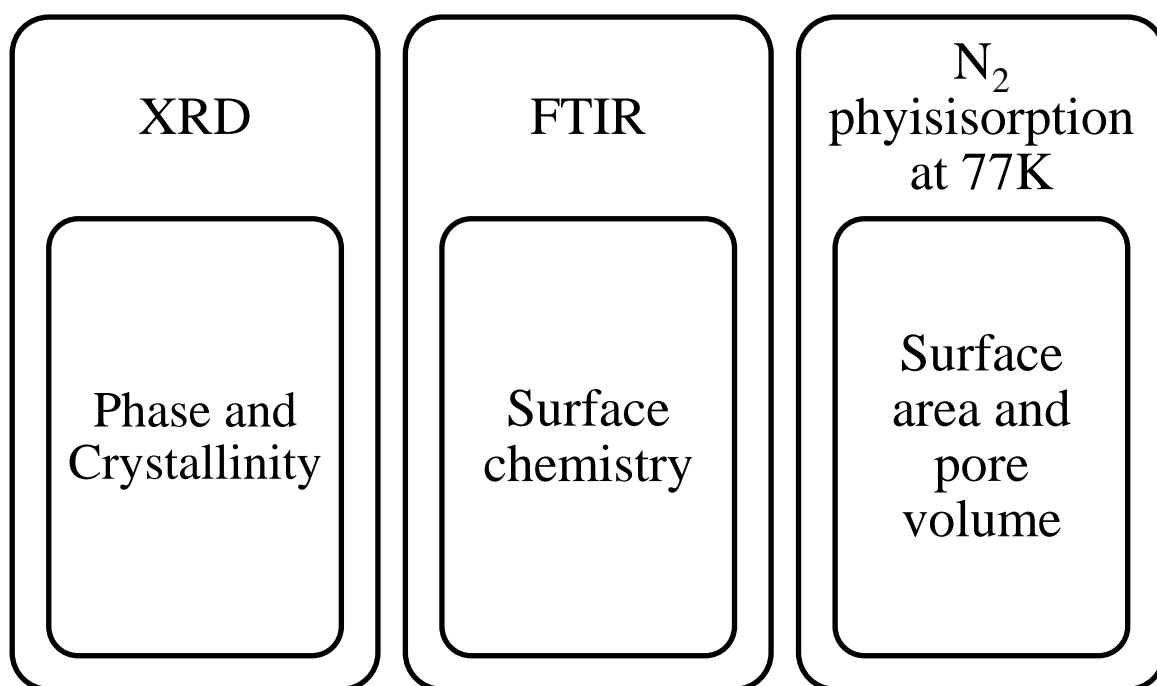 XRD
Phase and
Crystallinity
FTIR
Surface
chemistry
N₂
phyisisorption
at 77K
Surface
area and
pore
volume